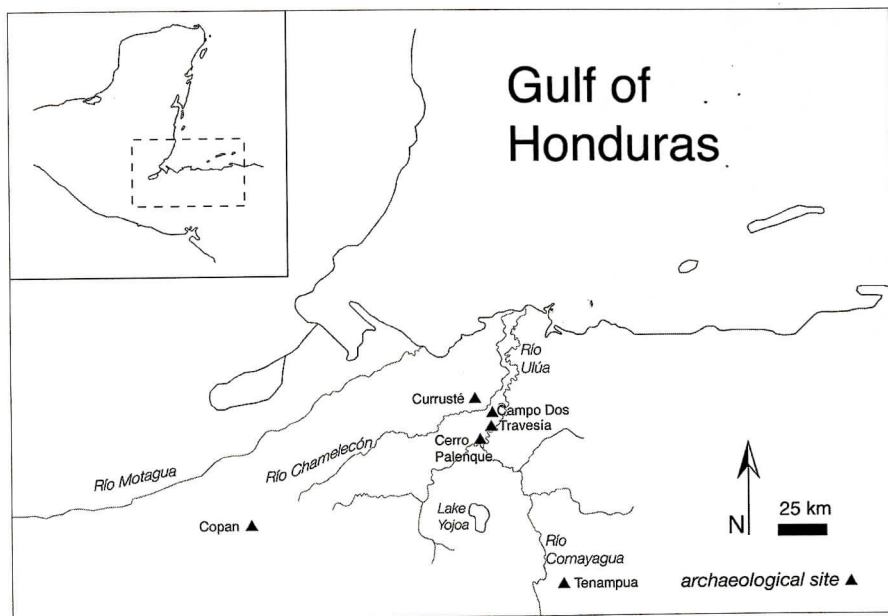 Gulf of
Honduras
Río
Ulúa
Currusté
Campo Dos
Travesía
Cerro
Palenque
Río Chamelecón
Río Motagua
Copan
Lake
Yojoa
Río
Comayagua
Tenampua
N
25 km
archaeological site